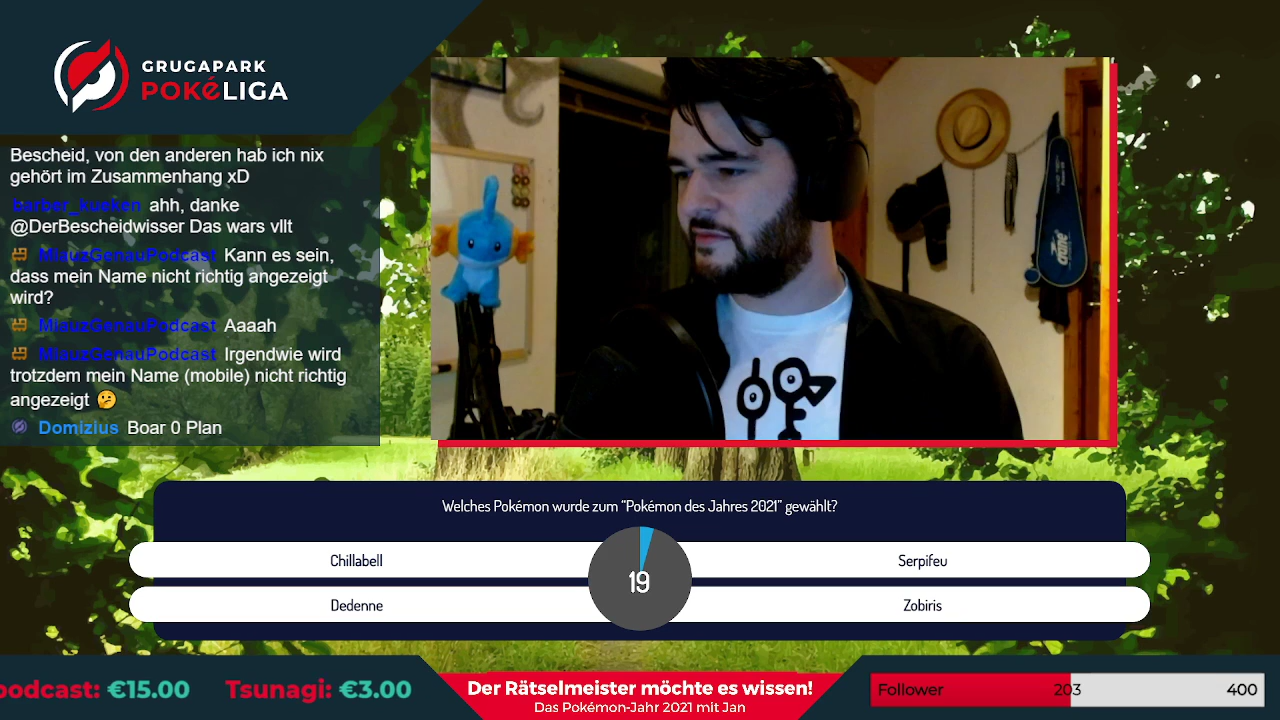 GRUGAPARK
POKéLIGA
Bescheid, von den anderen hab ich nix
gehört im Zusammenhang xD
barber_kueken ahh, danke
@DerBescheidwisser Das wars vllt
MiauzGenauPodcast Kann es sein,
dass mein Name nicht richtig angezeigt
wird?
MiauzGenauPodcast Aaaah
MiauzGenauPodcast Irgendwie wird
trotzdem mein Name (mobile) nicht richtig
angezeigt 🤔
Domizius Boar 0 Plan
Welches Pokémon wurde zum “Pokémon des Jahres 2021” gewählt?
Chillabell
Serpifeu
19
Dedenne
Zobiris
podcast: €15.00 Tsunagi: €3.00
Der Rätselmeister möchte es wissen!
Das Pokémon-Jahr 2021 mit Jan
Follower 203 400